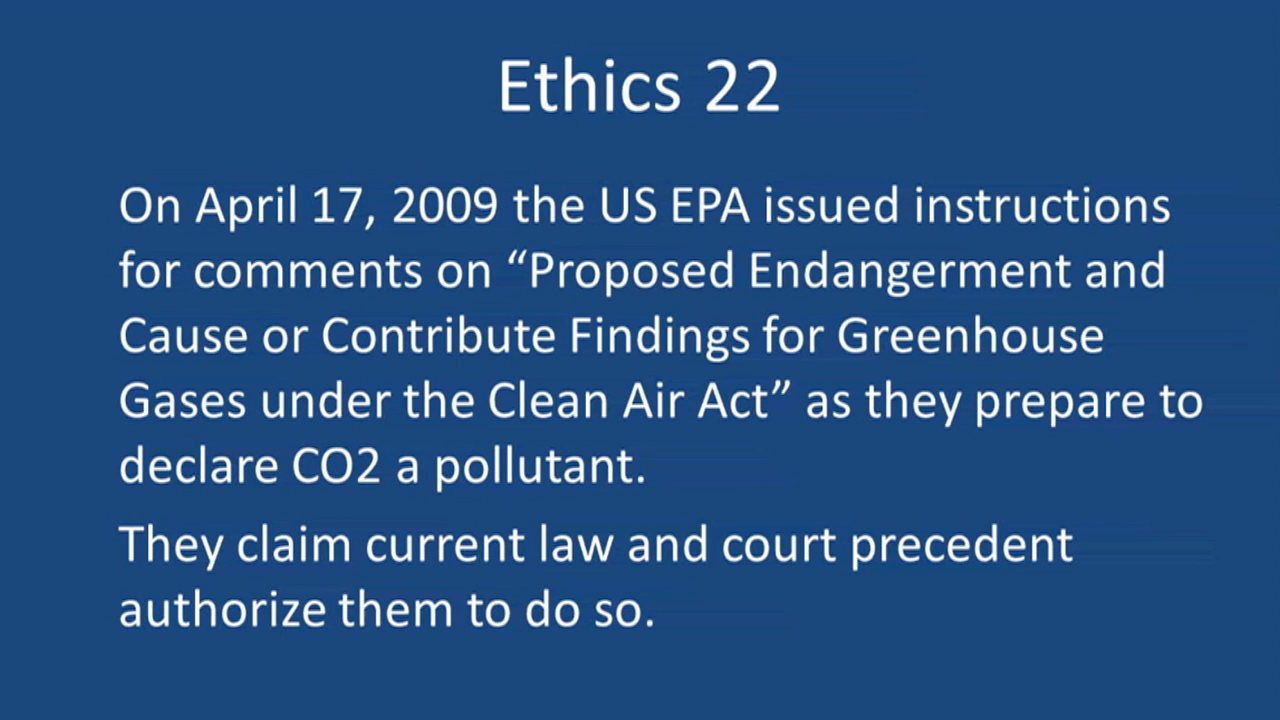 Ethics 22
On April 17, 2009 the US EPA issued instructions
for comments on “Proposed Endangerment and
Cause or Contribute Findings for Greenhouse
Gases under the Clean Air Act” as they prepare to
declare CO2 a pollutant.
They claim current law and court precedent
authorize them to do so.